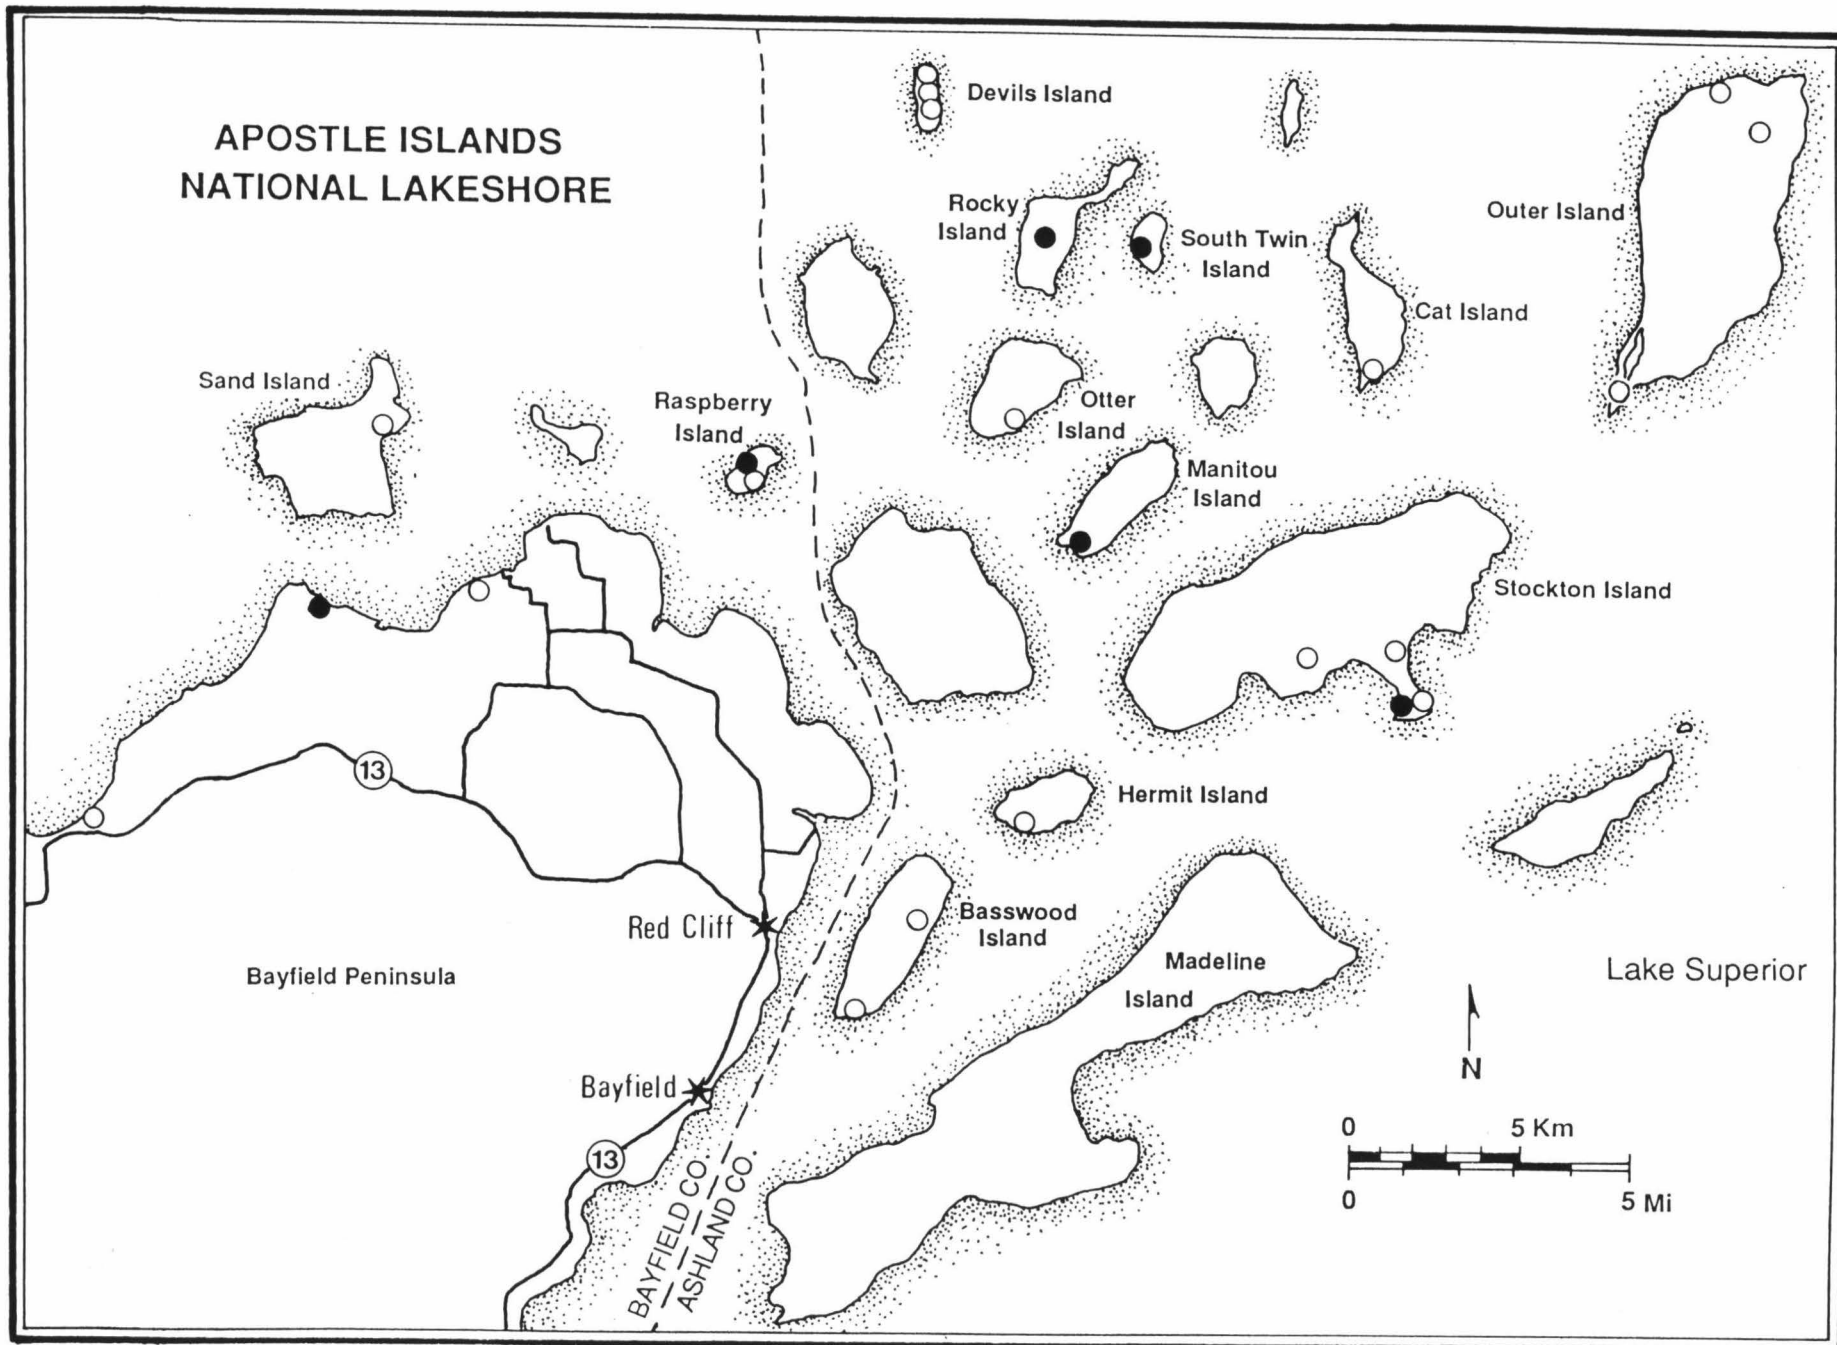 APOSTLE ISLANDS
NATIONAL LAKESHORE
Devils Island
Rocky
Island
South Twin
Island
Outer Island
Cat Island
Sand Island
Raspberry
Island
Otter
Island
Manitou
Island
Stockton Island
13
Hermit Island
Red Cliff
Basswood
Island
Bayfield Peninsula
Madeline
Island
Lake Superior
N
Bayfield
13
BAYFIELD CO.
ASHLAND CO.
0 5 Km
0 5 Mi